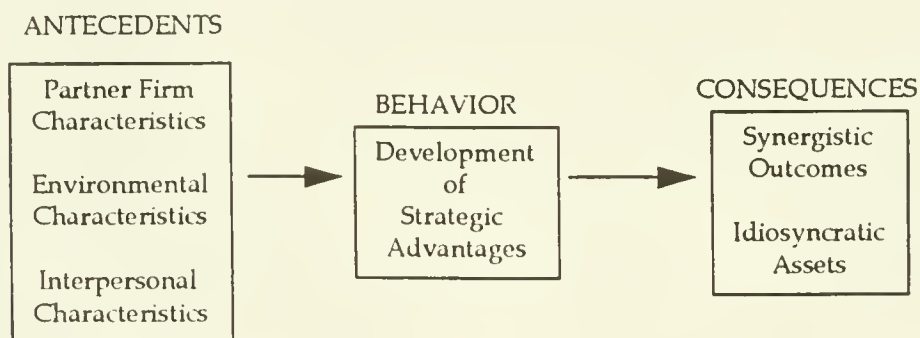 ANTECEDENTS
Partner Firm
Characteristics
Environmental
Characteristics
Interpersonal
Characteristics
BEHAVIOR
Development
of
Strategic
Advantages
CONSEQUENCES
Synergistic
Outcomes
Idiosyncratic
Assets